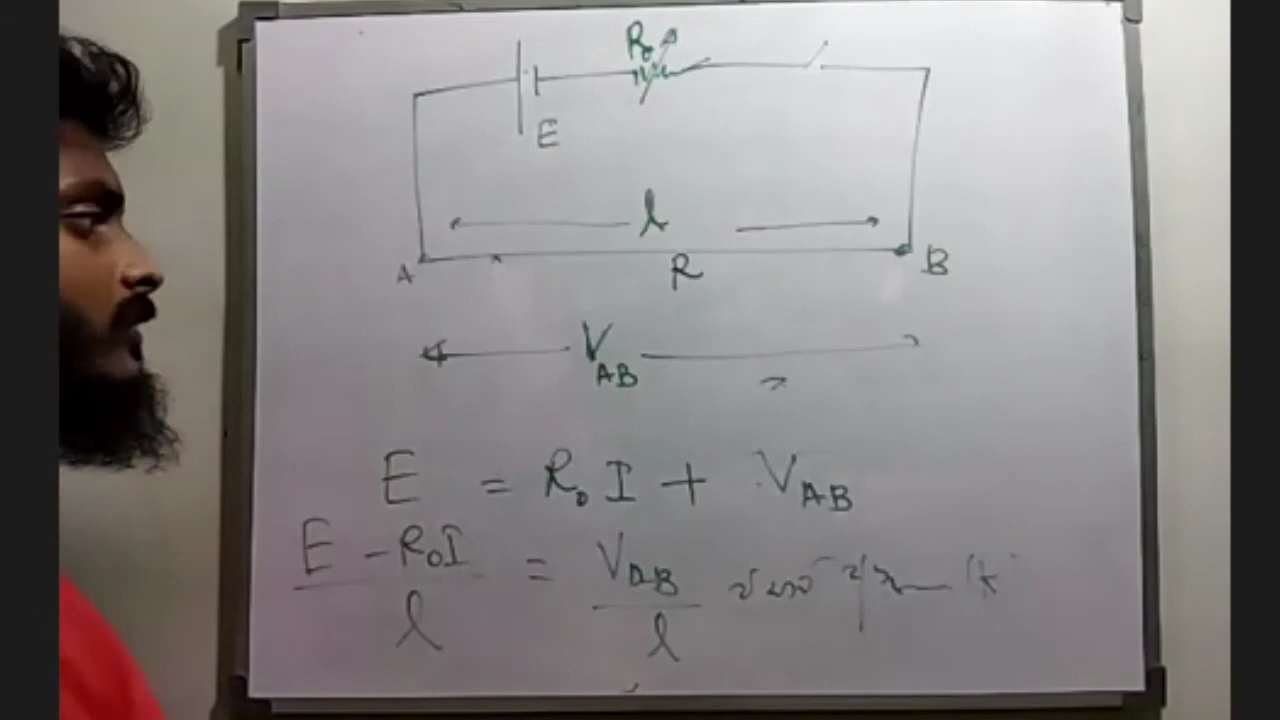 R₀
E
l
A R B
V_AB
E = R₀I + V_AB
(E - R₀I)/l = V_AB/l (k